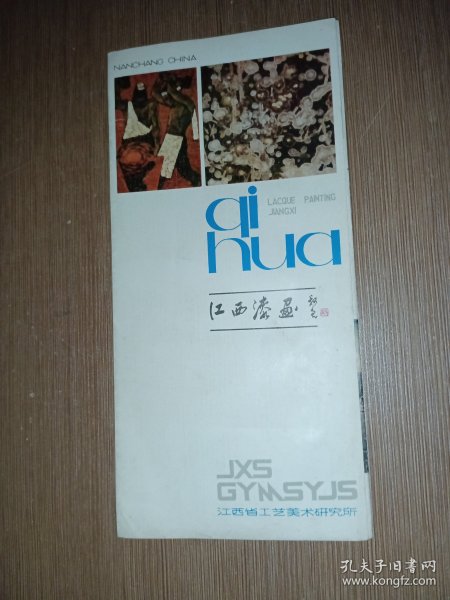 NANCHANG CHINA
qi
LACQUE PAINTING
JIANGXI
hua
江西漆画
JXS
GYMSYJS
江西省工艺美术研究所
孔夫子旧书网
www.kongfz.com